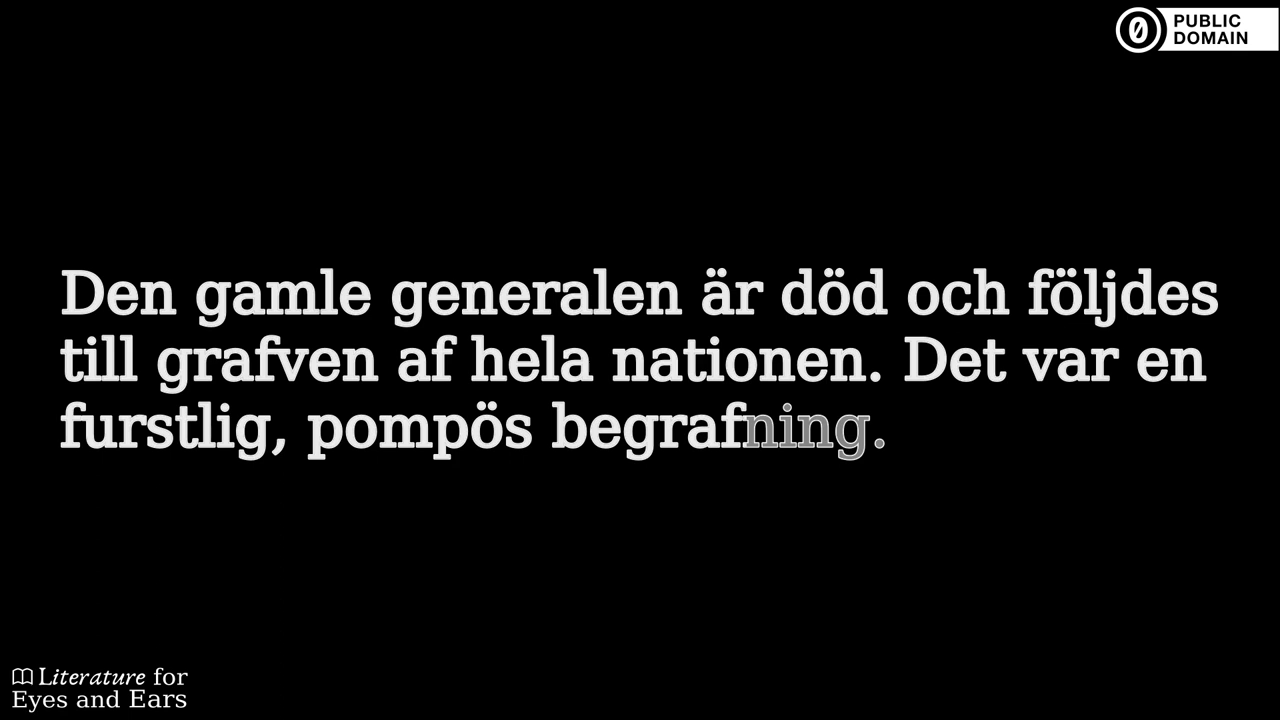 PUBLIC
DOMAIN
Den gamle generalen är död och följdes
till grafven af hela nationen. Det var en
furstlig, pompös begrafning.
Literature for
Eyes and Ears